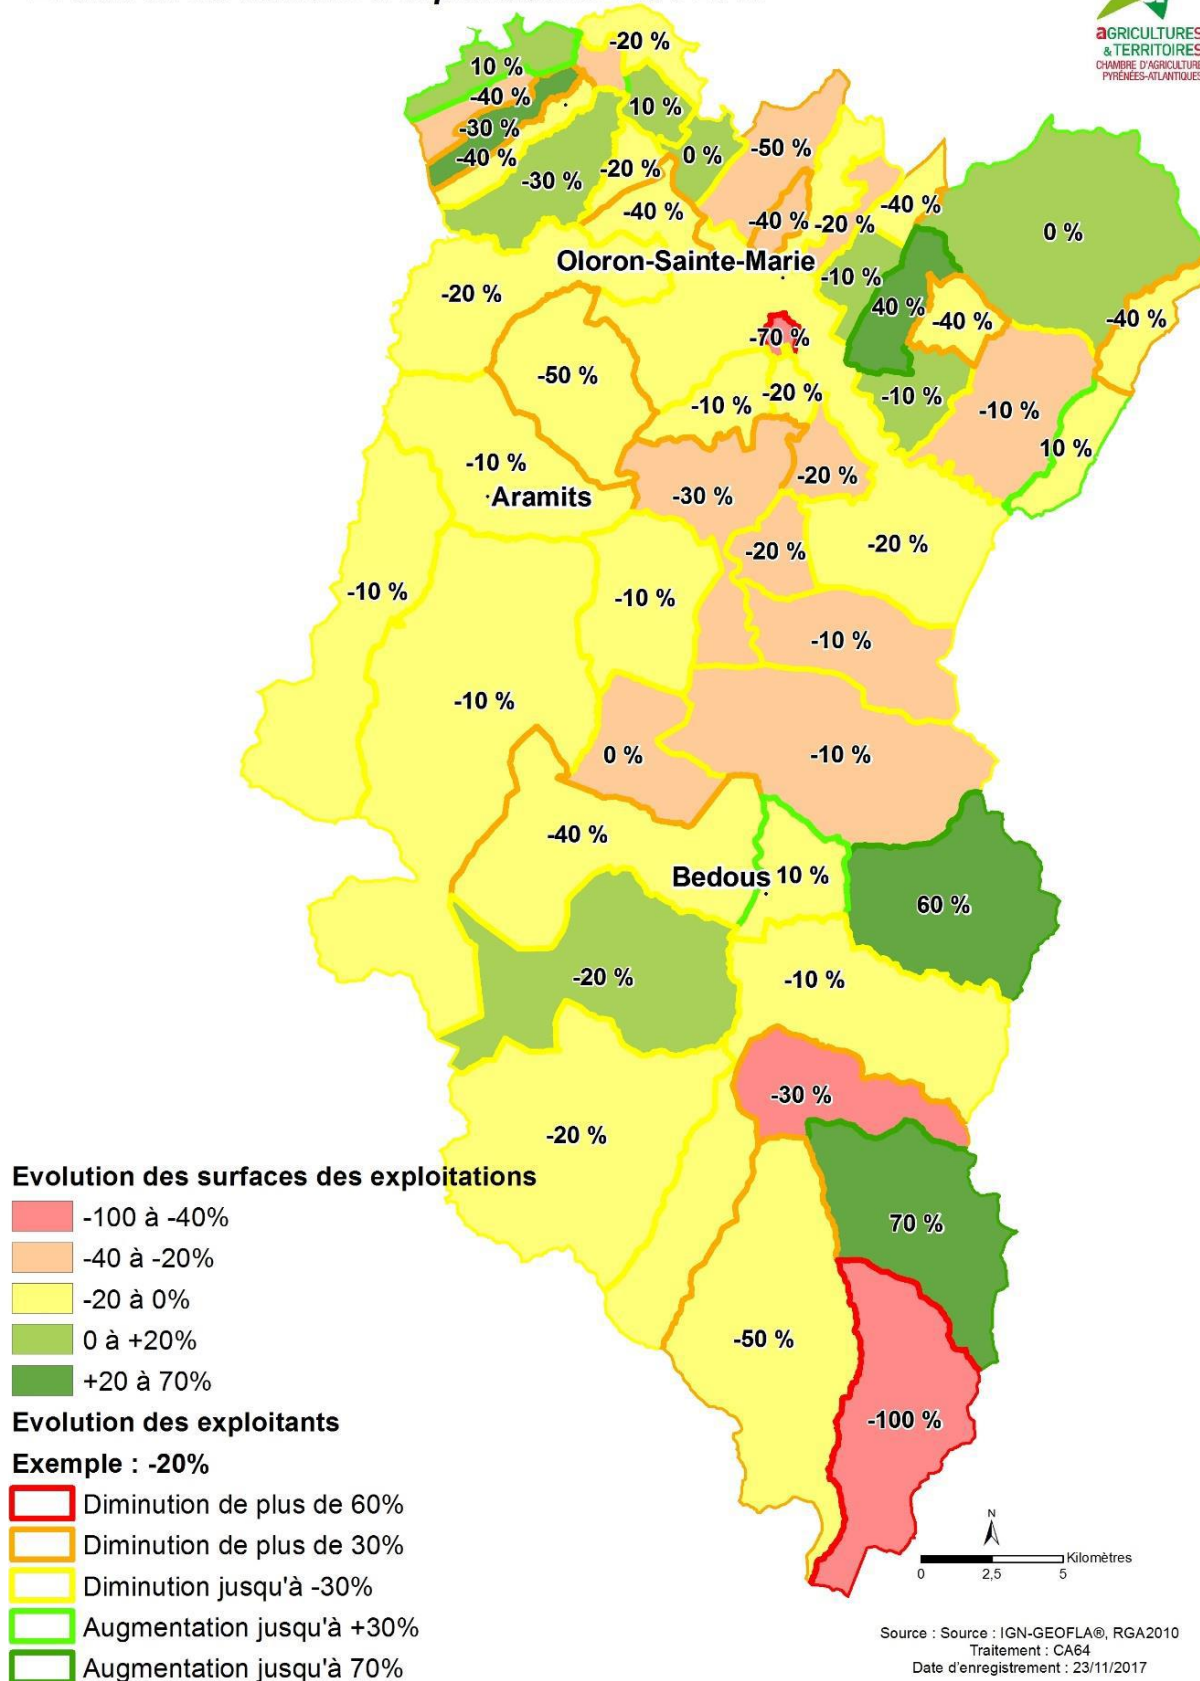 aGRICULTURES
& TERRITOIRES
CHAMBRE D'AGRICULTURE
PYRÉNÉES-ATLANTIQUES
-20 %
10 %
-40 %
10 %
-30 %
-40 %
-50 %
0 %
-20 %
-30 %
-40 %
-40 %
-40 %
-20 %
0 %
Oloron-Sainte-Marie
-10 %
-20 %
40 %
-40 %
-40 %
-70 %
-50 %
-20 %
-10 %
-10 %
-10 %
10 %
-10 %
-20 %
Aramits
-30 %
-20 %
-20 %
-10 %
-10 %
-10 %
-10 %
0 %
-10 %
-40 %
Bedous 10 %
60 %
-20 %
-10 %
-30 %
-20 %
70 %
-50 %
-100 %
Evolution des surfaces des exploitations
-100 à -40%
-40 à -20%
-20 à 0%
0 à +20%
+20 à 70%
Evolution des exploitants
Exemple : -20%
Diminution de plus de 60%
Diminution de plus de 30%
Diminution jusqu'à -30%
Augmentation jusqu'à +30%
Augmentation jusqu'à 70%
N
Kilomètres
0 2,5 5
Source : Source : IGN-GEOFLA®, RGA2010
Traitement : CA64
Date d'enregistrement : 23/11/2017